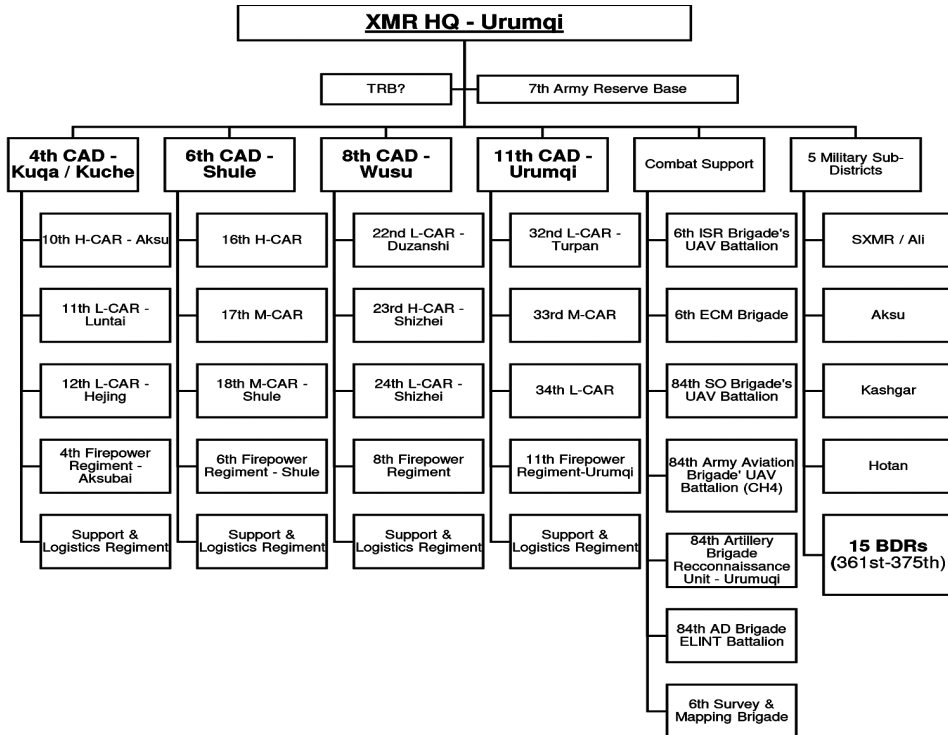 XMR HQ - Urumqi
TRB?
7th Army Reserve Base
4th CAD -
Kuqa / Kuche
10th H-CAR - Aksu
11th L-CAR -
Luntai
12th L-CAR -
Hejing
4th Firepower
Regiment -
Aksubai
Support &
Logistics Regiment
6th CAD -
Shule
16th H-CAR
17th M-CAR
18th M-CAR -
Shule
6th Firepower
Regiment - Shule
Support &
Logistics Regiment
8th CAD -
Wusu
22nd L-CAR -
Duzanshi
23rd H-CAR -
Shizhei
24th L-CAR -
Shizhei
8th Firepower
Regiment
Support &
Logistics Regiment
11th CAD -
Urumqi
32nd L-CAR -
Turpan
33rd M-CAR
34th L-CAR
11th Firepower
Regiment-Urumqi
Support &
Logistics Regiment
Combat Support
6th ISR Brigade's
UAV Battalion
6th ECM Brigade
84th SO Brigade's
UAV Battalion
84th Army Aviation
Brigade' UAV
Battalion (CH4)
84th Artillery
Brigade
Recconnaissance
Unit - Urumuqi
84th AD Brigade
ELINT Battalion
6th Survey &
Mapping Brigade
5 Military Sub-
Districts
SXMR / Ali
Aksu
Kashgar
Hotan
15 BDRs
(361st-375th)